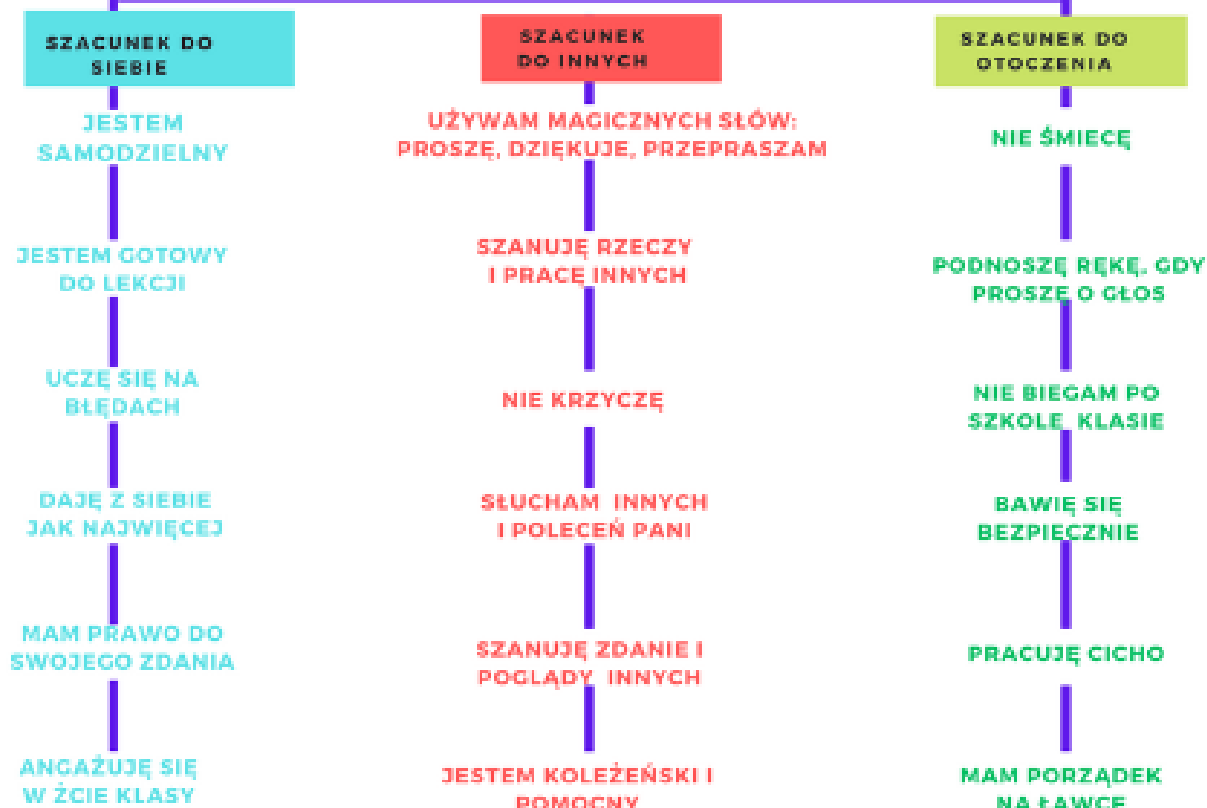 SZACUNEK DO
SIEBIE
JESTEM
SAMODZIELNY
JESTEM GOTOWY
DO LEKCJI
UCZĘ SIĘ NA
BŁĘDACH
DAJĘ Z SIEBIE
JAK NAJWIĘCEJ
MAM PRAWO DO
SWOJEGO ZDANIA
ANGAŻUJĘ SIĘ
W ŻCIE KLASY
SZACUNEK
DO INNYCH
UŻYWAM MAGICZNYCH SŁÓW:
PROSZĘ, DZIĘKUJE, PRZEPRASZAM
SZANUJĘ RZECZY
I PRACĘ INNYCH
NIE KRZYCZĘ
SŁUCHAM INNYCH
I POLECEŃ PANI
SZANUJĘ ZDANIE I
POGLĄDY INNYCH
JESTEM KOLEŻEŃSKI I
POMOCNY
SZACUNEK DO
OTOCZENIA
NIE ŚMIECĘ
PODNOSZĘ RĘKĘ, GDY
PROSZĘ O GŁOS
NIE BIEGAM PO
SZKOLE, KLASIE
BAWIĘ SIĘ
BEZPIECZNIE
PRACUJĘ CICHO
MAM PORZĄDEK
NA ŁAWCE